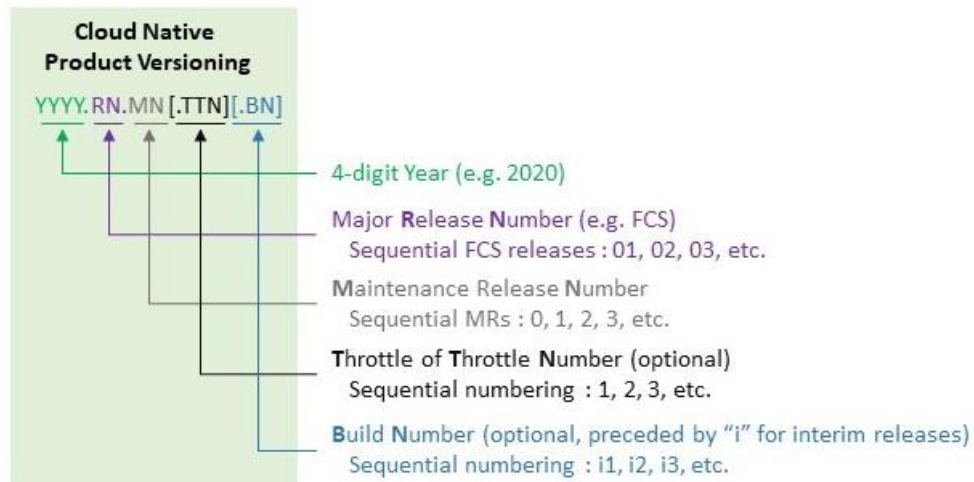 Cloud Native
Product Versioning
YYYY.RN.MN[.TTN][.BN]
4-digit Year (e.g. 2020)
Major Release Number (e.g. FCS)
Sequential FCS releases : 01, 02, 03, etc.
Maintenance Release Number
Sequential MRs : 0, 1, 2, 3, etc.
Throttle of Throttle Number (optional)
Sequential numbering : 1, 2, 3, etc.
Build Number (optional, preceded by “i” for interim releases)
Sequential numbering : i1, i2, i3, etc.